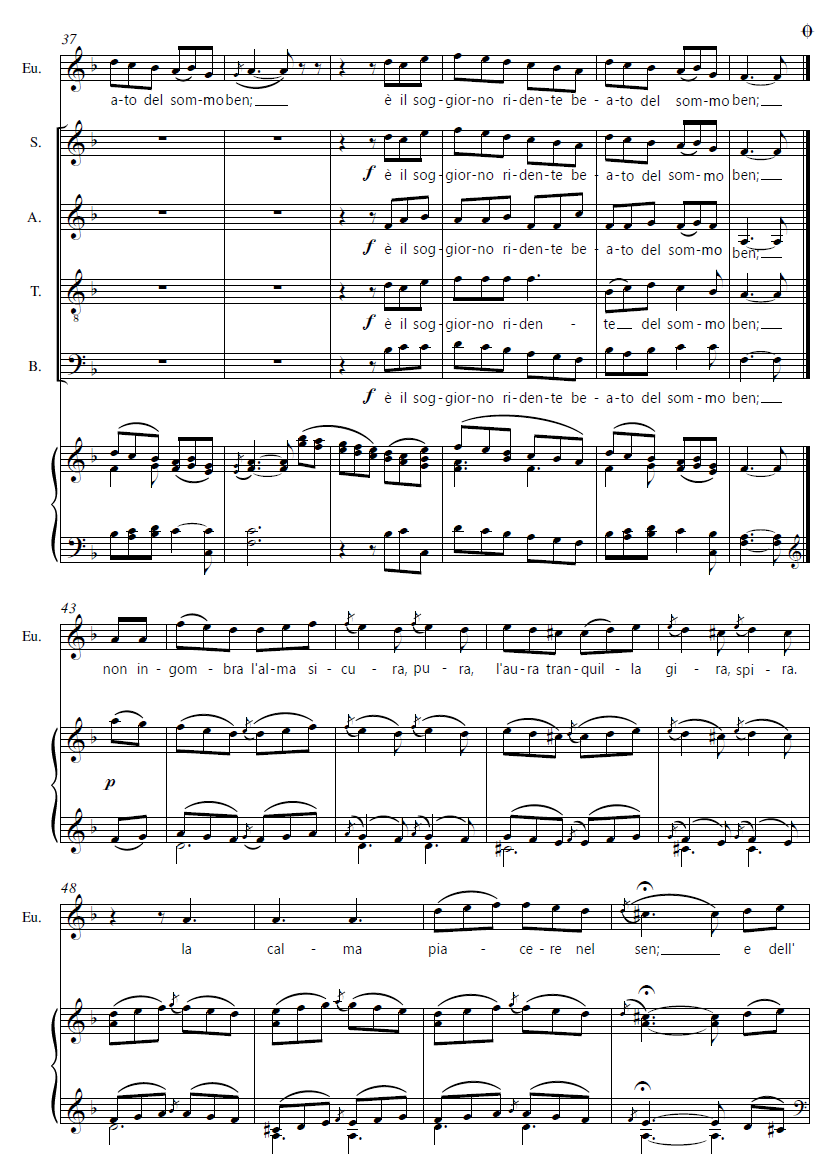 37
Eu.
a-to del som-mo ben; è il sog-gior-no ri-den-te be - a-to del som-mo ben;
S.
f è il sog-gior-no ri-den-te be - a-to del som-mo ben;
A.
f è il sog-gior-no ri-den-te be - a-to del som-mo ben;
T.
8
f è il sog-gior-no ri-den - te del som-mo ben;
B.
f è il sog-gior-no ri-den-te be - a-to del som-mo ben;
43
Eu.
non in - gom - bra l'al-ma si - cu - ra, pu - ra, l'au-ra tran-quil - la gi - ra, spi - ra.
p
48
Eu.
la cal - ma pia - ce - re nel sen; e dell'